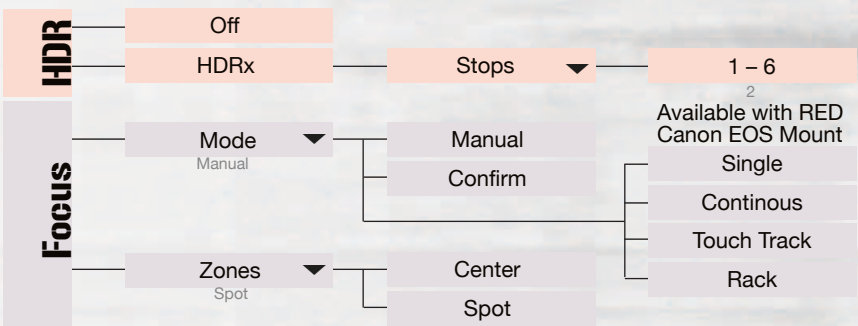 HDR
Off
HDRx
Stops
1 – 6
2
Available with RED
Canon EOS Mount
Focus
Mode
Manual
Manual
Confirm
Single
Continous
Touch Track
Rack
Zones
Spot
Center
Spot